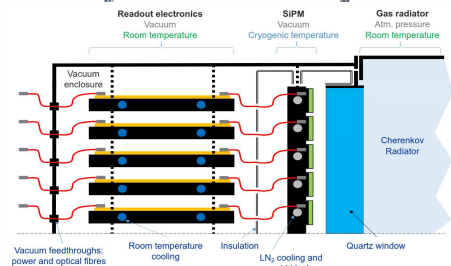 Readout electronics
Vacuum
Room temperature
SiPM
Vacuum
Cryogenic temperature
Gas radiator
Atm. pressure
Room temperature
Vacuum
enclosure
Cherenkov
Radiator
Vacuum feedthroughs:
power and optical fibres
Room temperature
cooling
Insulation
LN₂ cooling and
Quartz window